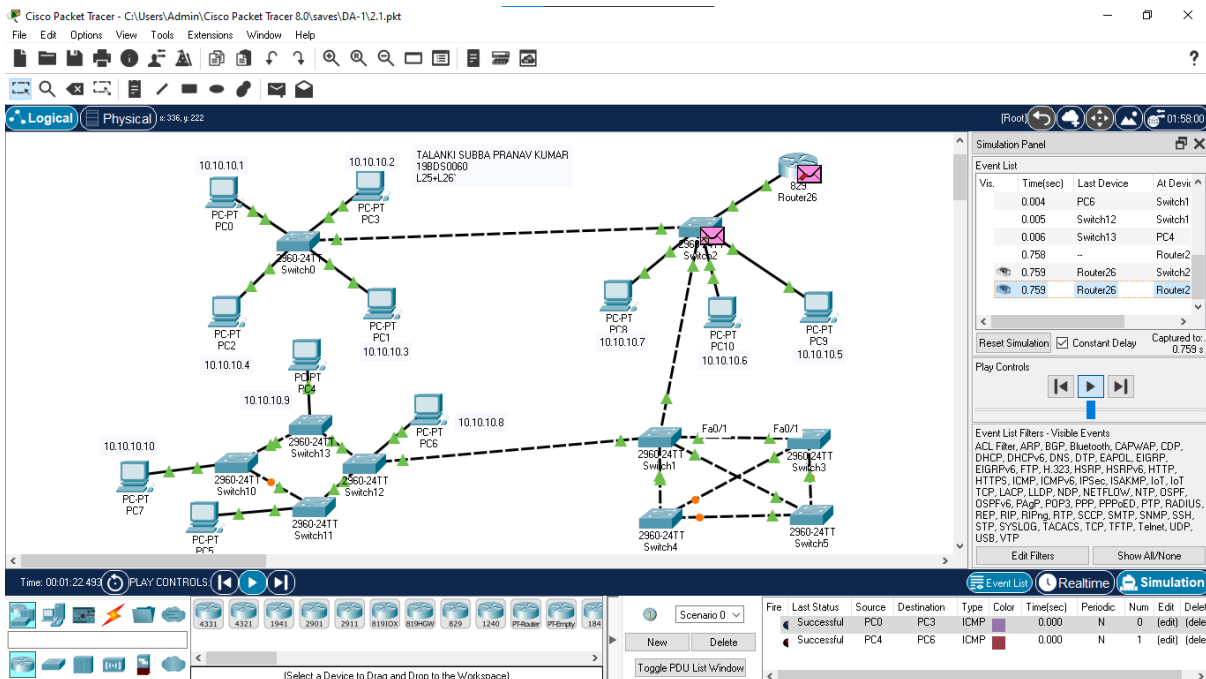 Cisco Packet Tracer - C:\Users\Admin\Cisco Packet Tracer 8.0\saves\DA-1\2.1.pkt
File Edit Options View Tools Extensions Window Help
?
Logical Physical x: 336, y: 222 [Root] 01:58:00
10.10.10.1
10.10.10.2
TALANKI SUBBA PRANAV KUMAR
19BDS0060
L25+L26`
PC-PT
PC0
PC-PT
PC3
2960-24TT
Switch0
PC-PT
PC2
10.10.10.4
PC-PT
PC1
10.10.10.3
829
Router26
2960-24TT
Switch2
PC-PT
PC8
10.10.10.7
PC-PT
PC10
10.10.10.6
PC-PT
PC9
10.10.10.5
PC-PT
PC4
10.10.10.9
2960-24TT
Switch13
PC-PT
PC6
10.10.10.8
10.10.10.10
PC-PT
PC7
2960-24TT
Switch10
2960-24TT
Switch12
2960-24TT
Switch11
PC-PT
PC5
Fa0/1 Fa0/1
2960-24TT
Switch1
2960-24TT
Switch3
2960-24TT
Switch4
2960-24TT
Switch5
Simulation Panel
Event List
Vis. Time(sec) Last Device At Devic
0.004 PC6 Switch1
0.005 Switch12 Switch1
0.006 Switch13 PC4
0.758 -- Router2
0.759 Router26 Switch2
0.759 Router26 Router2
Reset Simulation Constant Delay Captured to:
0.759 s
Play Controls
Event List Filters - Visible Events
ACL Filter, ARP, BGP, Bluetooth, CAPWAP, CDP,
DHCP, DHCPv6, DNS, DTP, EAPOL, EIGRP,
EIGRPv6, FTP, H.323, HSRP, HSRPv6, HTTP,
HTTPS, ICMP, ICMPv6, IPSec, ISAKMP, IoT, IoT
TCP, LACP, LLDP, NDP, NETFLOW, NTP, OSPF,
OSPFv6, PAgP, POP3, PPP, PPPoED, PTP, RADIUS,
REP, RIP, RIPng, RTP, SCCP, SMTP, SNMP, SSH,
STP, SYSLOG, TACACS, TCP, TFTP, Telnet, UDP,
USB, VTP
Edit Filters Show All/None
Time: 00:01:22.493 PLAY CONTROLS: Event List Realtime Simulation
4331 4321 1941 2901 2911 819IOX 819HGW 829 1240 PT-Router PT-Empty 184
(Select a Device to Drag and Drop to the Workspace)
Scenario 0
New Delete
Toggle PDU List Window
Fire Last Status Source Destination Type Color Time(sec) Periodic Num Edit Delet
Successful PC0 PC3 ICMP 0.000 N 0 (edit) (dele
Successful PC4 PC6 ICMP 0.000 N 1 (edit) (dele